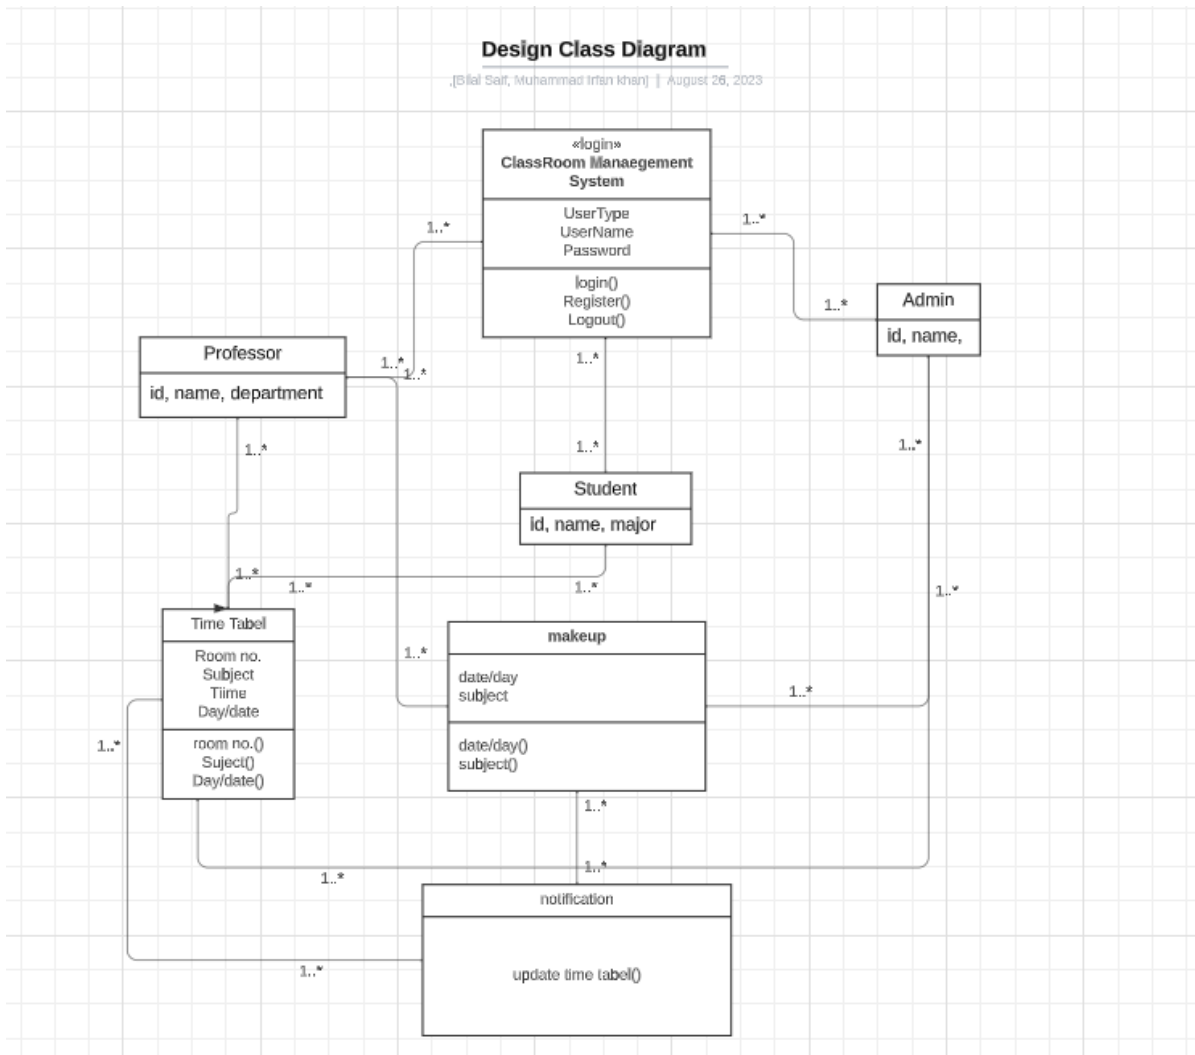 Design Class Diagram
,[Bilal Saif, Muhammad Irfan khan] | August 26, 2023
«login»
ClassRoom Manaegement
System
UserType
UserName
Password
login()
Register()
Logout()
1..*
1..*
1..*
Admin
id, name,
Professor
id, name, department
1..*
1..*
1..*
1..*
1..*
1..*
Student
id, name, major
1..*
1..*
1..*
1..*
Time Tabel
Room no.
Subject
Tiime
Day/date
room no.()
Suject()
Day/date()
1..*
makeup
date/day
subject
date/day()
subject()
1..*
1..*
1..*
1..*
1..*
notification
update time label()
1..*